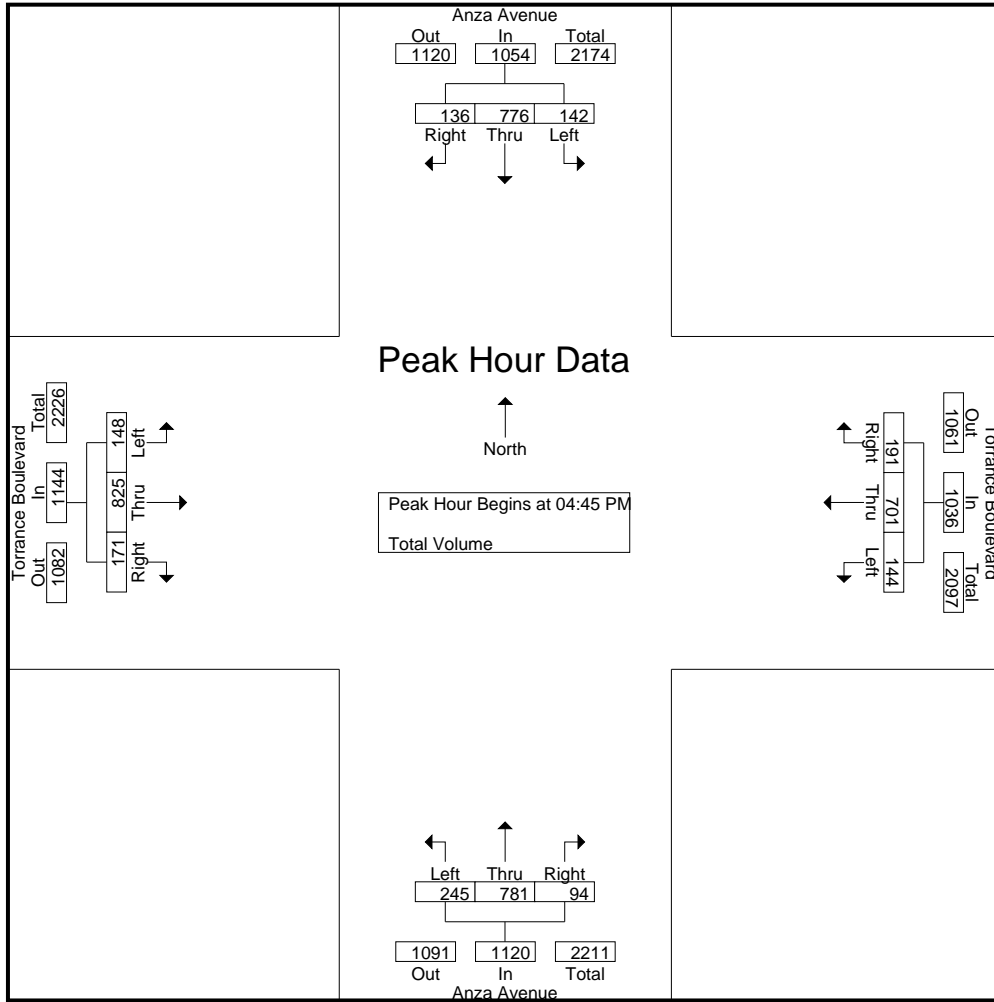 Anza Avenue
Out In Total
1120 1054 2174
136 776 142
Right Thru Left
Peak Hour Data
North
Peak Hour Begins at 04:45 PM
Total Volume
Torrance Boulevard
Out In Total
1082 1144 2226
Left Thru Right
148 825 171
Torrance Boulevard
Out In Total
1061 1036 2097
Right Thru Left
191 701 144
Left Thru Right
245 781 94
1091 1120 2211
Out In Total
Anza Avenue